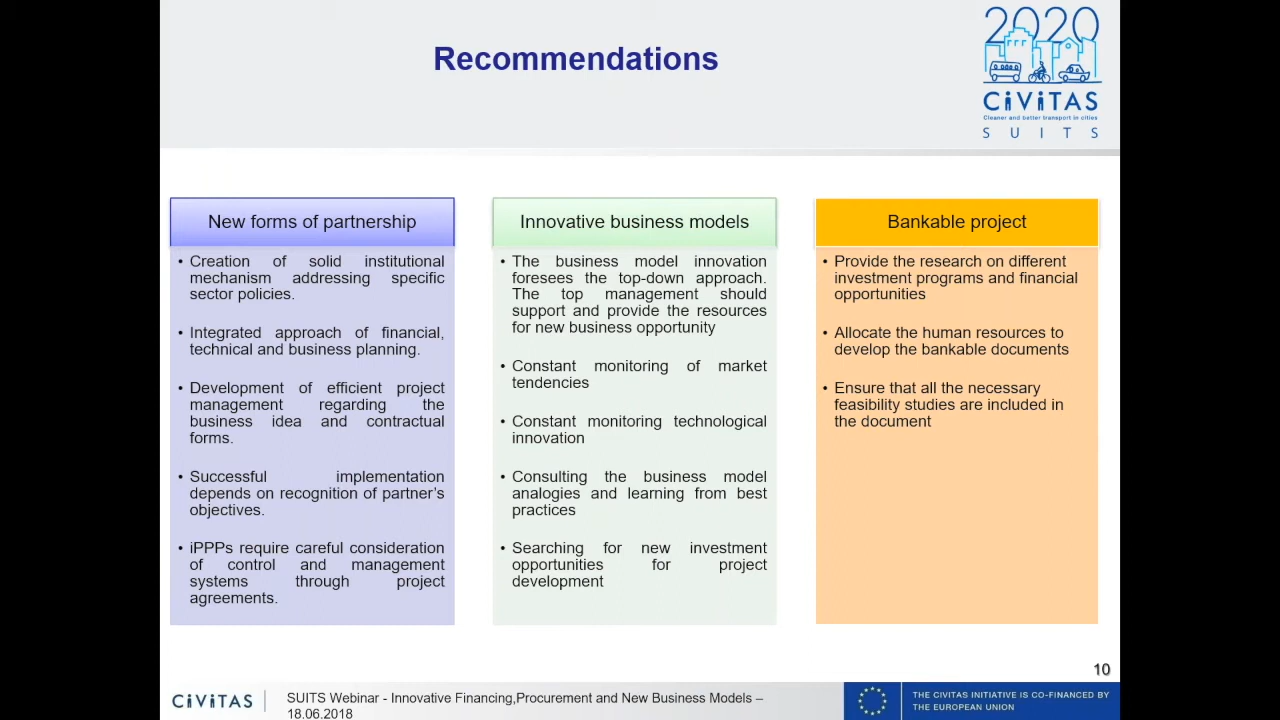 Recommendations
2020
CiViTAS
Cleaner and better transport in cities
SUITS
New forms of partnership
• Creation of solid institutional
mechanism addressing specific
sector policies.
• Integrated approach of financial,
technical and business planning.
• Development of efficient project
management regarding the
business idea and contractual
forms.
• Successful implementation
depends on recognition of partner’s
objectives.
• iPPPs require careful consideration
of control and management
systems through project
agreements.
Innovative business models
• The business model innovation
foresees the top-down approach.
The top management should
support and provide the resources
for new business opportunity
• Constant monitoring of market
tendencies
• Constant monitoring technological
innovation
• Consulting the business model
analogies and learning from best
practices
• Searching for new investment
opportunities for project
development
Bankable project
• Provide the research on different
investment programs and financial
opportunities
• Allocate the human resources to
develop the bankable documents
• Ensure that all the necessary
feasibility studies are included in
the document
10
CiViTAS
SUITS Webinar - Innovative Financing,Procurement and New Business Models –
18.06.2018
THE CIVITAS INITIATIVE IS CO-FINANCED BY
THE EUROPEAN UNION